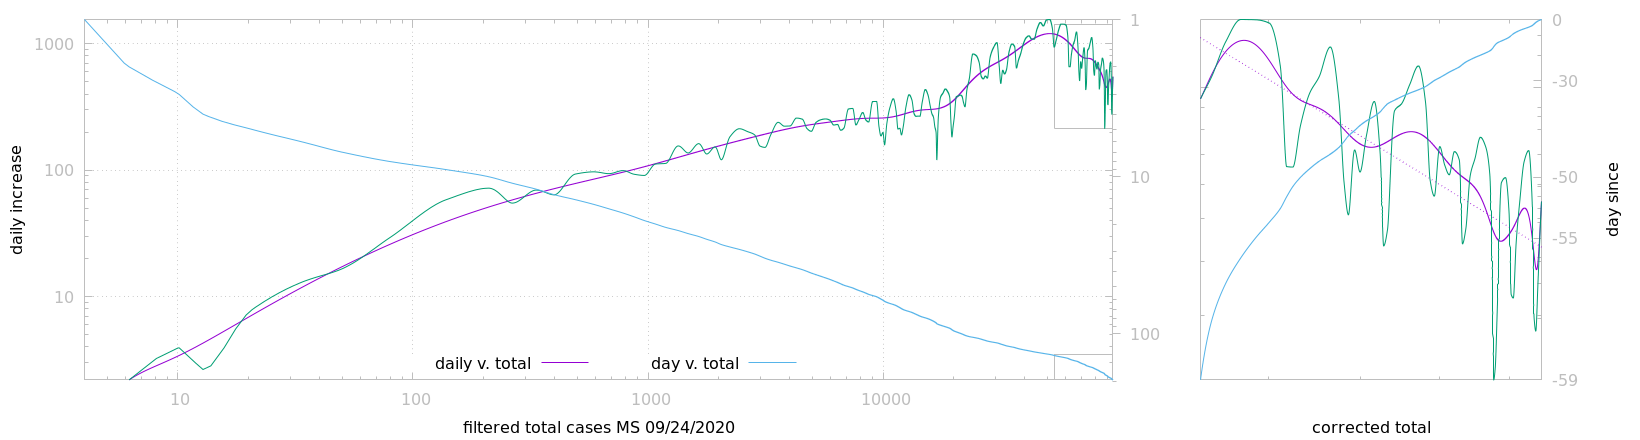 1000
100
10
daily increase
daily v. total
day v. total
10
100
1000
10000
filtered total cases MS 09/24/2020
1
10
100
0
-30
-50
-55
-59
day since
corrected total